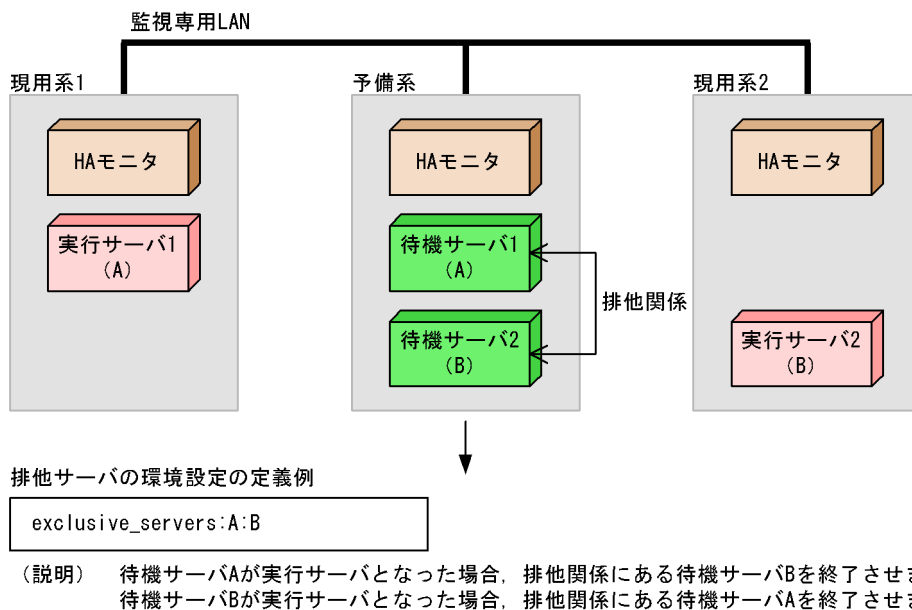 監視専用LAN
現用系1
予備系
現用系2
HAモニタ
HAモニタ
HAモニタ
実行サーバ1
(A)
待機サーバ1
(A)
排他関係
待機サーバ2
(B)
実行サーバ2
(B)
排他サーバの環境設定の定義例
exclusive_servers:A:B
(説明) 待機サーバAが実行サーバとなった場合，排他関係にある待機サーバBを終了させ
待機サーバBが実行サーバとなった場合，排他関係にある待機サーバAを終了させ